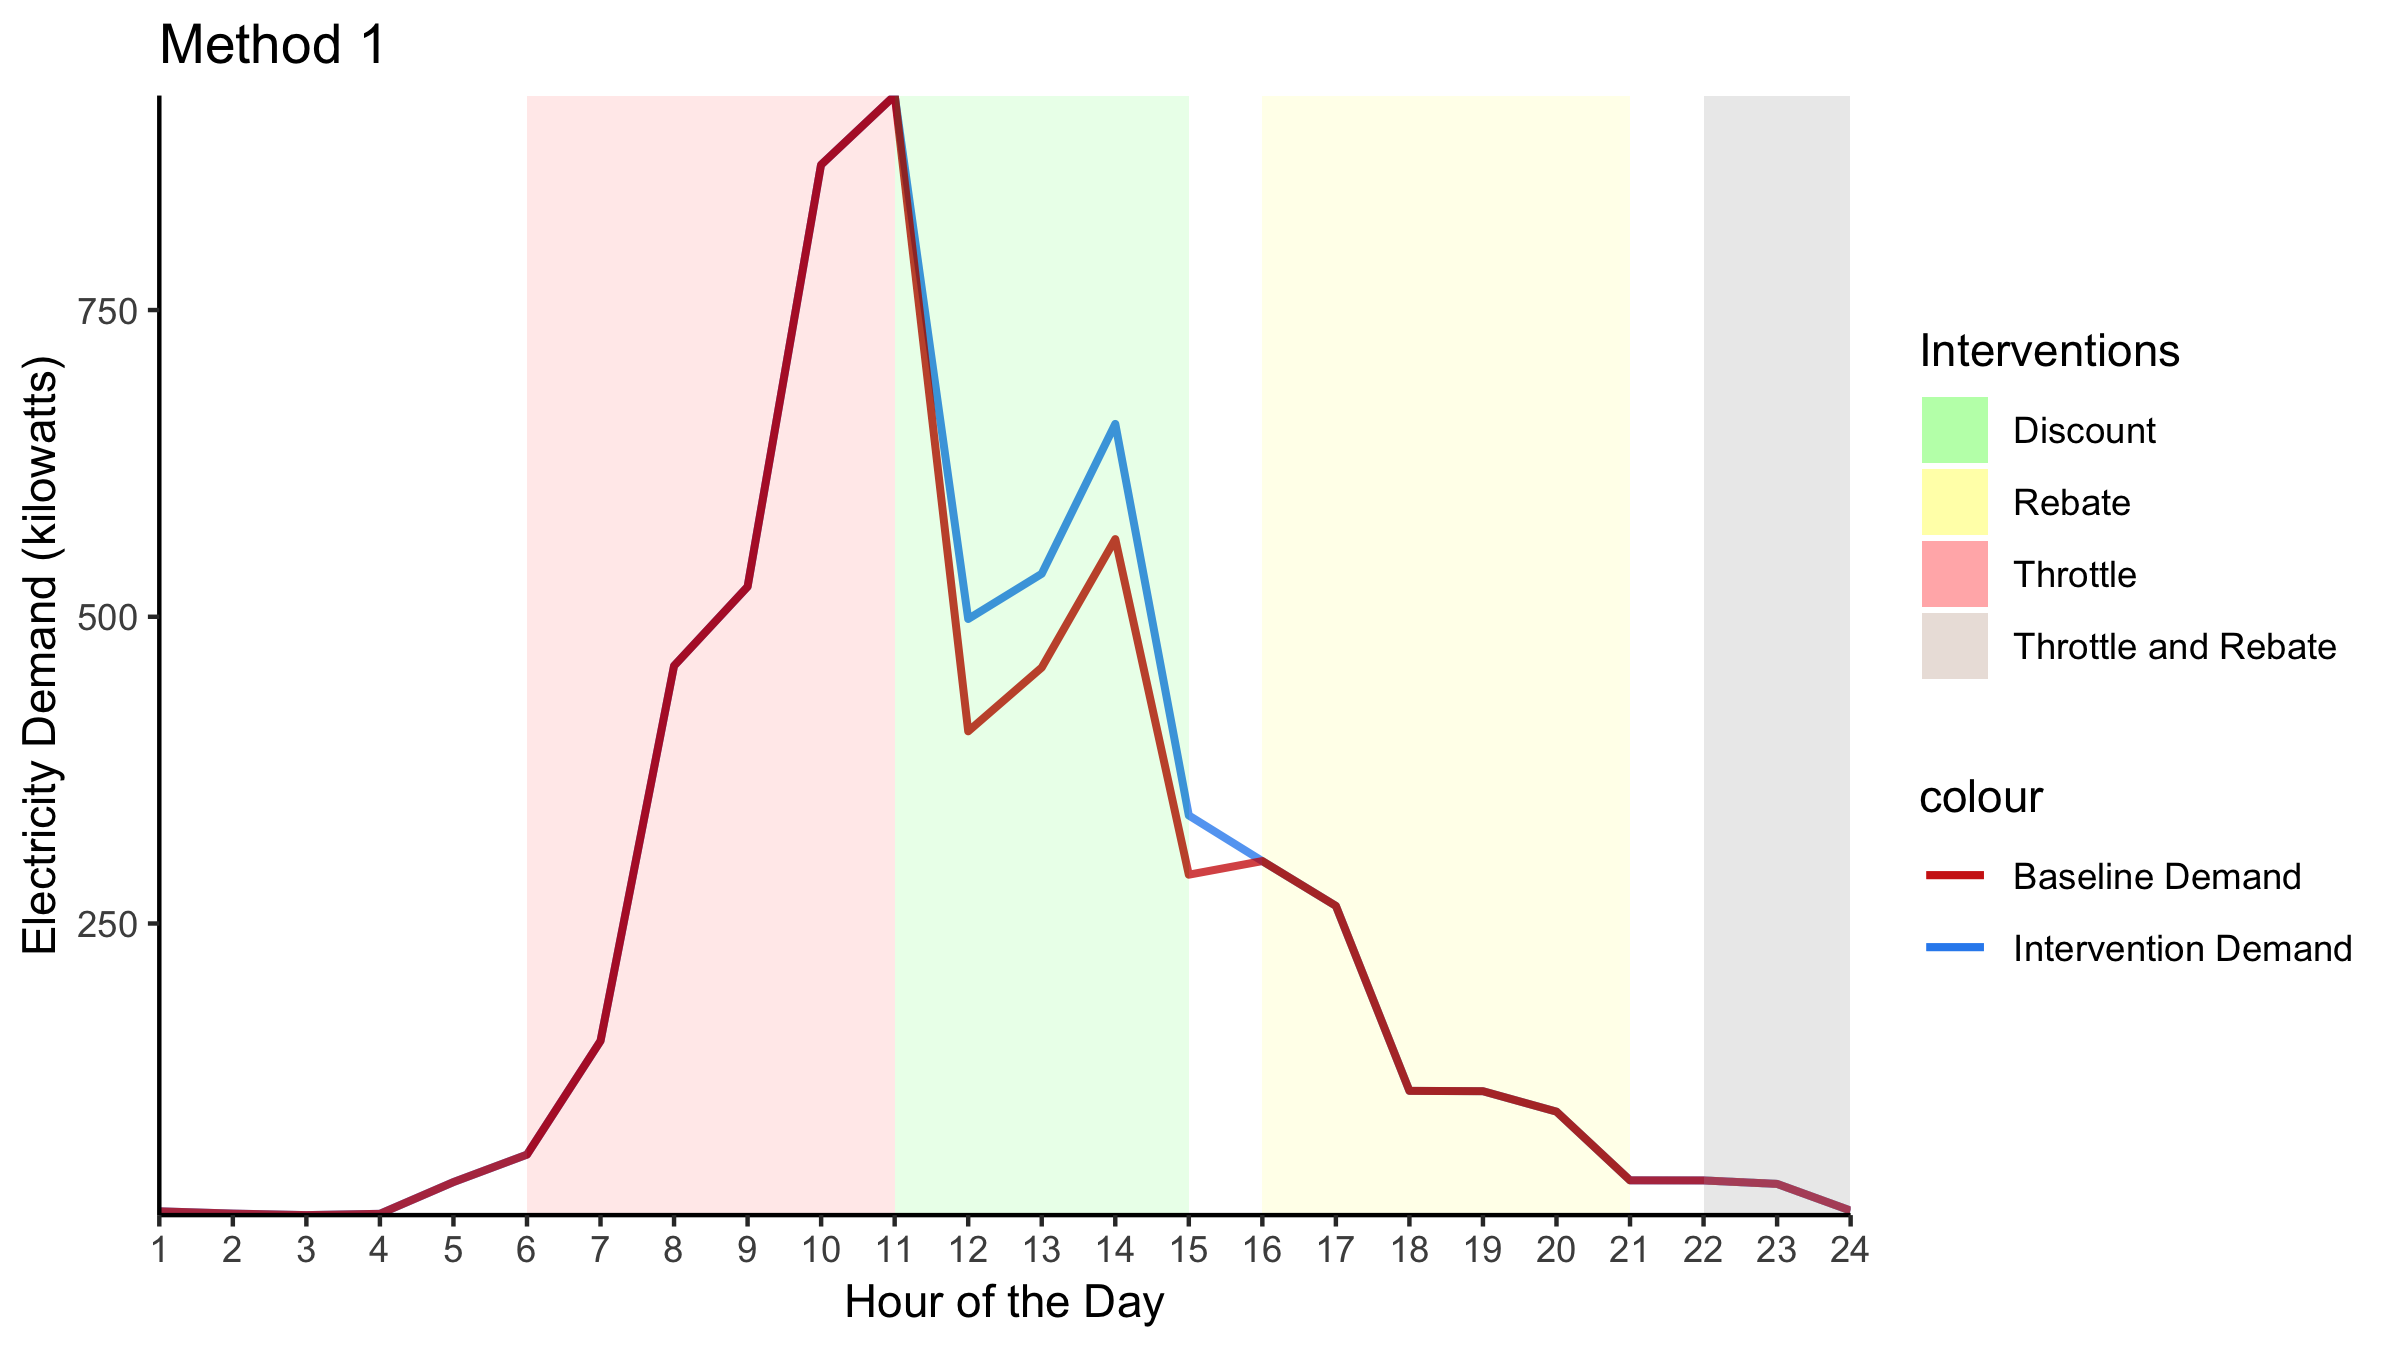 Method 1
Electricity Demand (kilowatts)
750
500
250
1 2 3 4 5 6 7 8 9 10 11 12 13 14 15 16 17 18 19 20 21 22 23 24
Hour of the Day
Interventions
Discount
Rebate
Throttle
Throttle and Rebate
colour
Baseline Demand
Intervention Demand